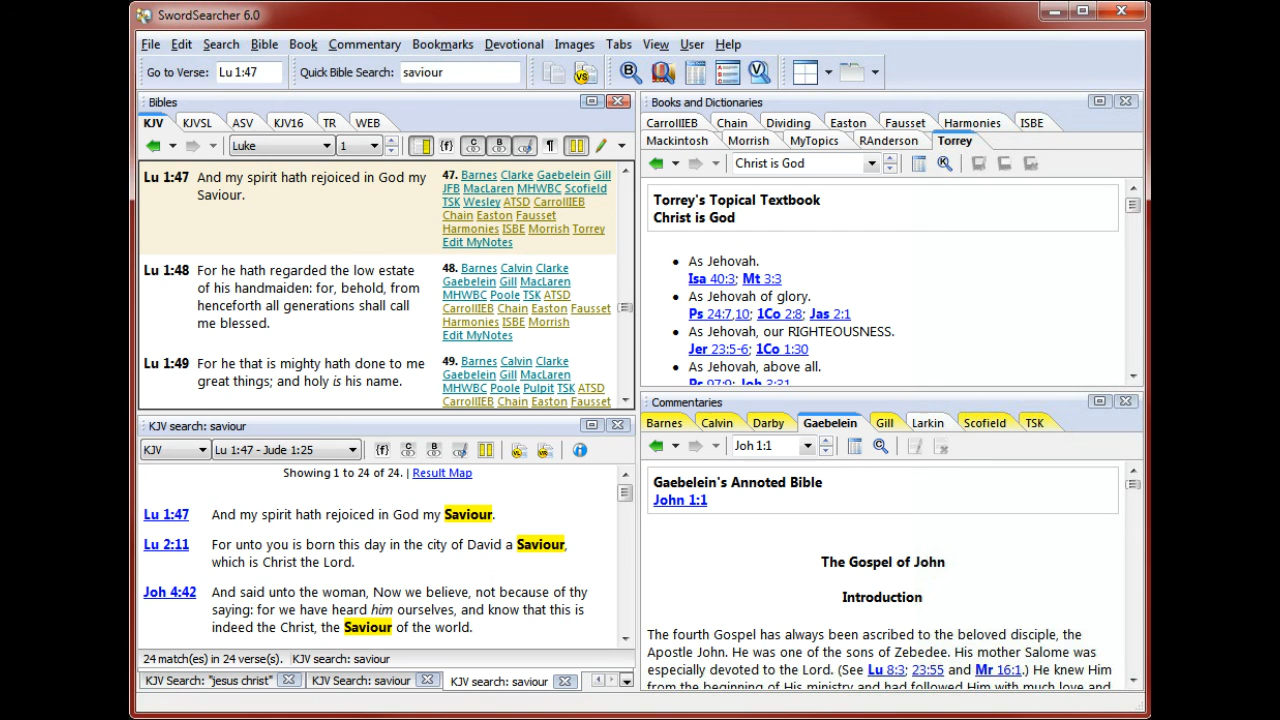 SwordSearcher 6.0
File Edit Search Bible Book Commentary Bookmarks Devotional Images Tabs View User Help
Go to Verse: Lu 1:47 Quick Bible Search: saviour
Bibles
KJV KJVSL ASV KJV16 TR WEB
Luke 1 {f} C B ¶
Lu 1:47 And my spirit hath rejoiced in God my
Saviour.
47. Barnes Clarke Gaebelein Gill
JFB MacLaren MHWBC Scofield
TSK Wesley ATSD CarrollIEB
Chain Easton Fausset
Harmonies ISBE Morrish Torrey
Edit MyNotes
Lu 1:48 For he hath regarded the low estate
of his handmaiden: for, behold, from
henceforth all generations shall call
me blessed.
48. Barnes Calvin Clarke
Gaebelein Gill MacLaren
MHWBC Poole TSK ATSD
CarrollIEB Chain Easton Fausset
Harmonies ISBE Morrish
Edit MyNotes
Lu 1:49 For he that is mighty hath done to me
great things; and holy is his name.
49. Barnes Calvin Clarke
Gaebelein Gill MacLaren
MHWBC Poole Pulpit TSK ATSD
CarrollIEB Chain Easton Fausset
KJV search: saviour
KJV Lu 1:47 - Jude 1:25 {f} C B
Showing 1 to 24 of 24. | Result Map
Lu 1:47 And my spirit hath rejoiced in God my Saviour.
Lu 2:11 For unto you is born this day in the city of David a Saviour,
which is Christ the Lord.
Joh 4:42 And said unto the woman, Now we believe, not because of thy
saying: for we have heard him ourselves, and know that this is
indeed the Christ, the Saviour of the world.
24 match(es) in 24 verse(s). KJV search: saviour
KJV Search: "jesus christ" KJV Search: saviour KJV search: saviour
Books and Dictionaries
CarrollIEB Chain Dividing Easton Fausset Harmonies ISBE
Mackintosh Morrish MyTopics RAnderson Torrey
Christ is God
Torrey's Topical Textbook
Christ is God
• As Jehovah.
Isa 40:3; Mt 3:3
• As Jehovah of glory.
Ps 24:7,10; 1Co 2:8; Jas 2:1
• As Jehovah, our RIGHTEOUSNESS.
Jer 23:5-6; 1Co 1:30
• As Jehovah, above all.
Ps 97:9; Joh 3:31
Commentaries
Barnes Calvin Darby Gaebelein Gill Larkin Scofield TSK
Joh 1:1
Gaebelein's Annoted Bible
John 1:1
The Gospel of John
Introduction
The fourth Gospel has always been ascribed to the beloved disciple, the
Apostle John. He was one of the sons of Zebedee. His mother Salome was
especially devoted to the Lord. (See Lu 8:3; 23:55 and Mr 16:1.) He knew Him
from the beginning of His ministry and had followed Him with much love and